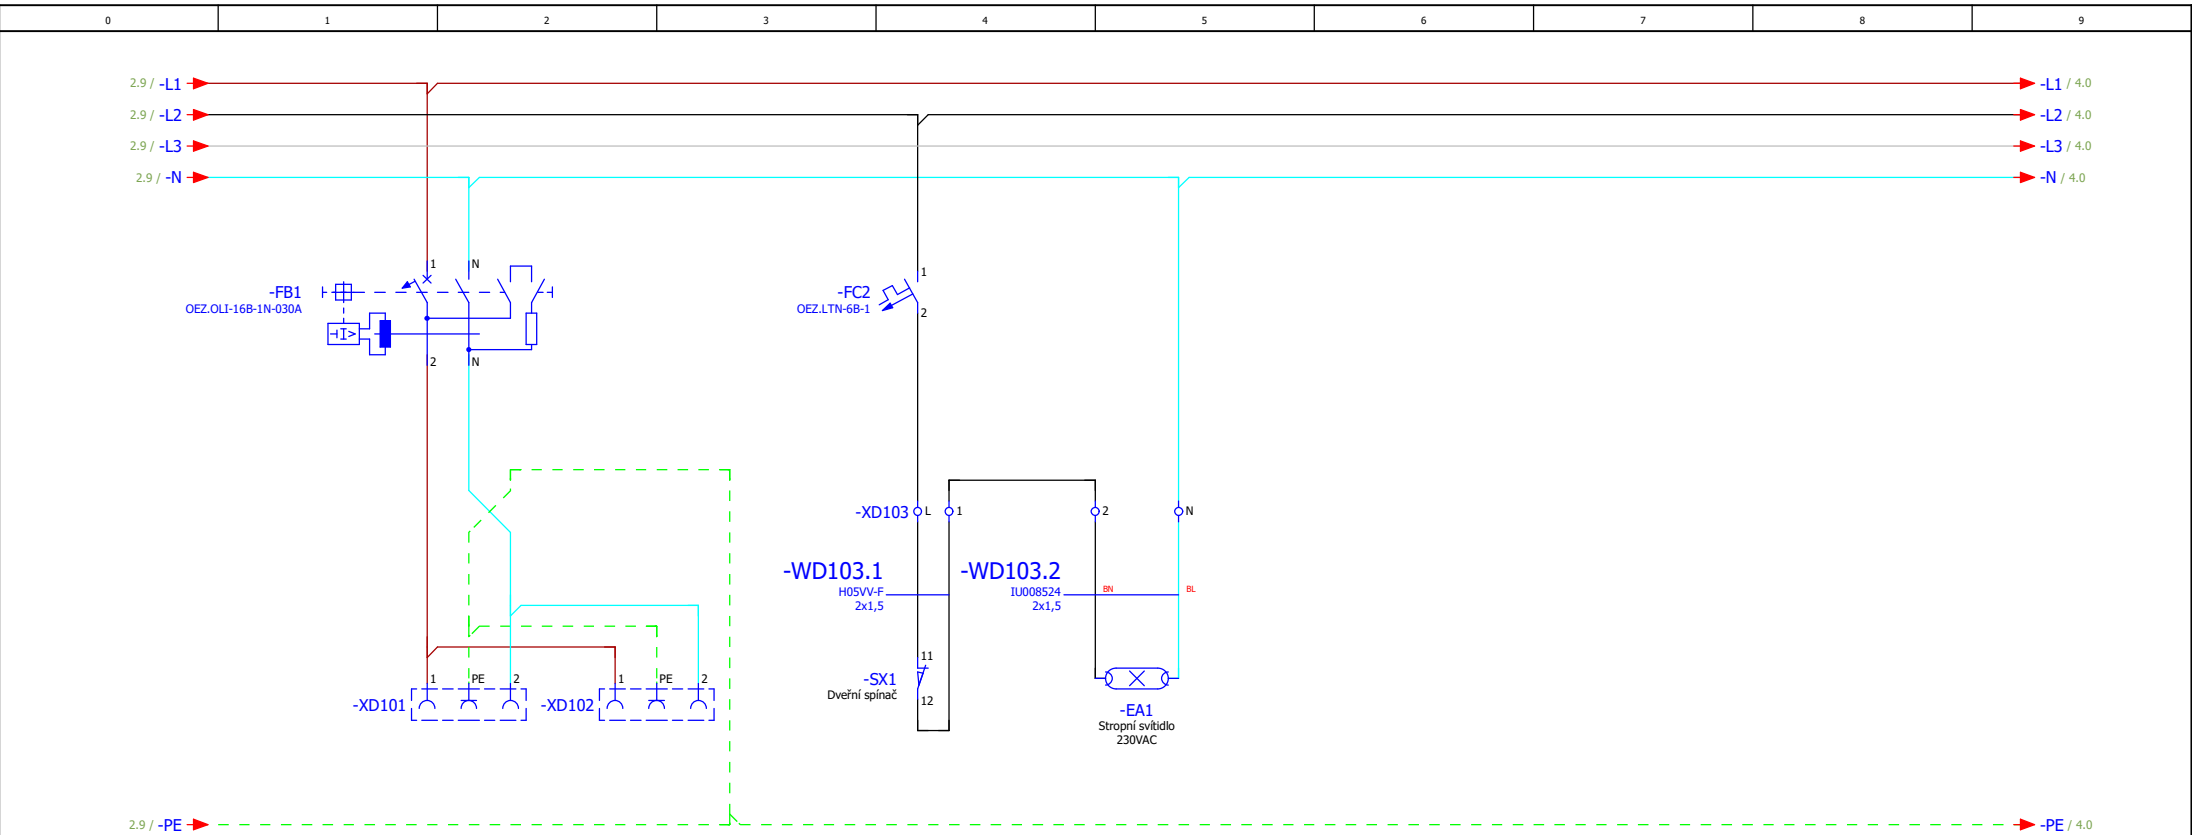 0 1 2 3 4 5 6 7 8 9
2.9 / -L1 -L1 / 4.0
2.9 / -L2 -L2 / 4.0
2.9 / -L3 -L3 / 4.0
2.9 / -N -N / 4.0
1 N
-FB1
OEZ.OLI-16B-1N-030A
I>
2 N
1
-FC2
OEZ.LTN-6B-1
2
-XD103 L 1 2 N
-WD103.1
H05VV-F
2x1,5
-WD103.2
IU008524
2x1,5
BN BL
1 PE 2
-XD101
1 PE 2
-XD102
11
-SX1
Dveřní spínač
12
-EA1
Stropní svítidlo
230VAC
2.9 / -PE -PE / 4.0